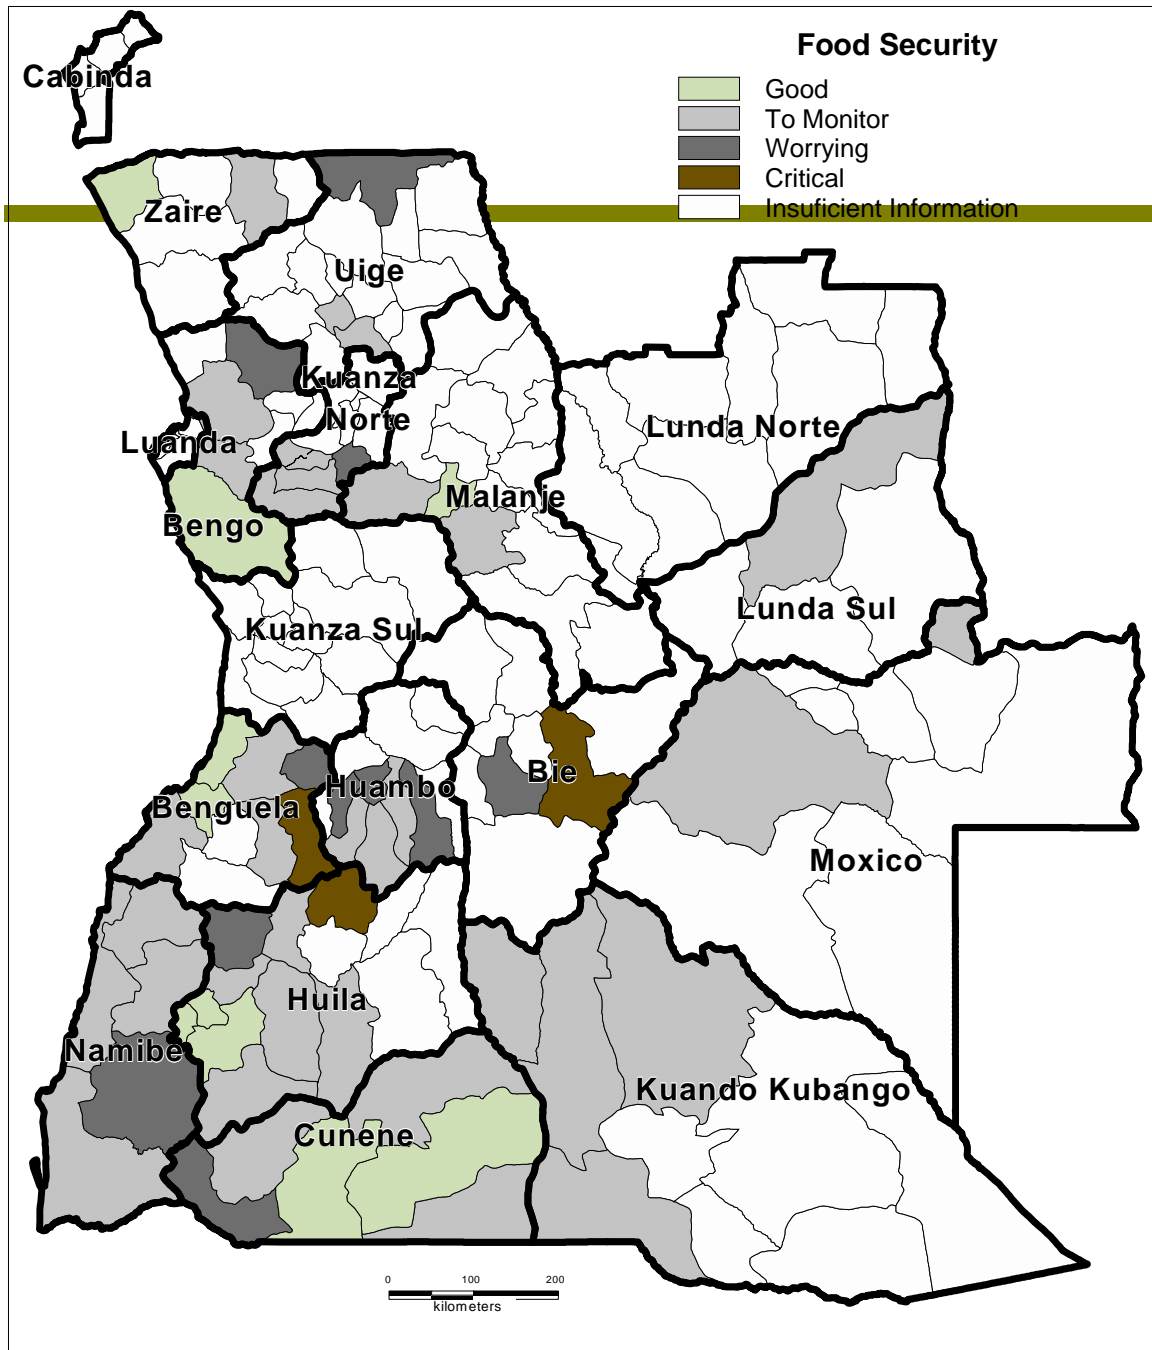 Food Security
Good
To Monitor
Worrying
Critical
Insuficient Information
Cabinda
Zaire
Uige
Kuanza
Norte
Luanda
Lunda Norte
Malanje
Bengo
Lunda Sul
Kuanza Sul
Bie
Huambo
Benguela
Moxico
Huila
Namibe
Kuando Kubango
Cunene
0 100 200
kilometers